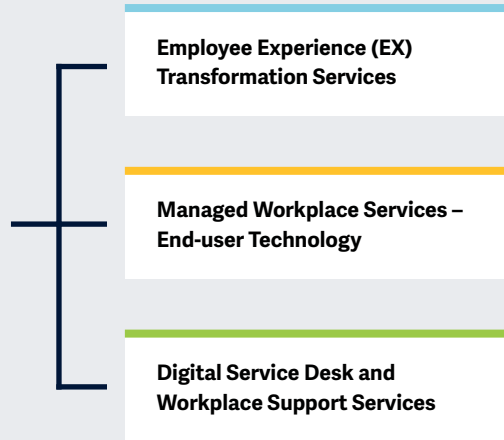 Employee Experience (EX)
Transformation Services
Managed Workplace Services –
End-user Technology
Digital Service Desk and
Workplace Support Services